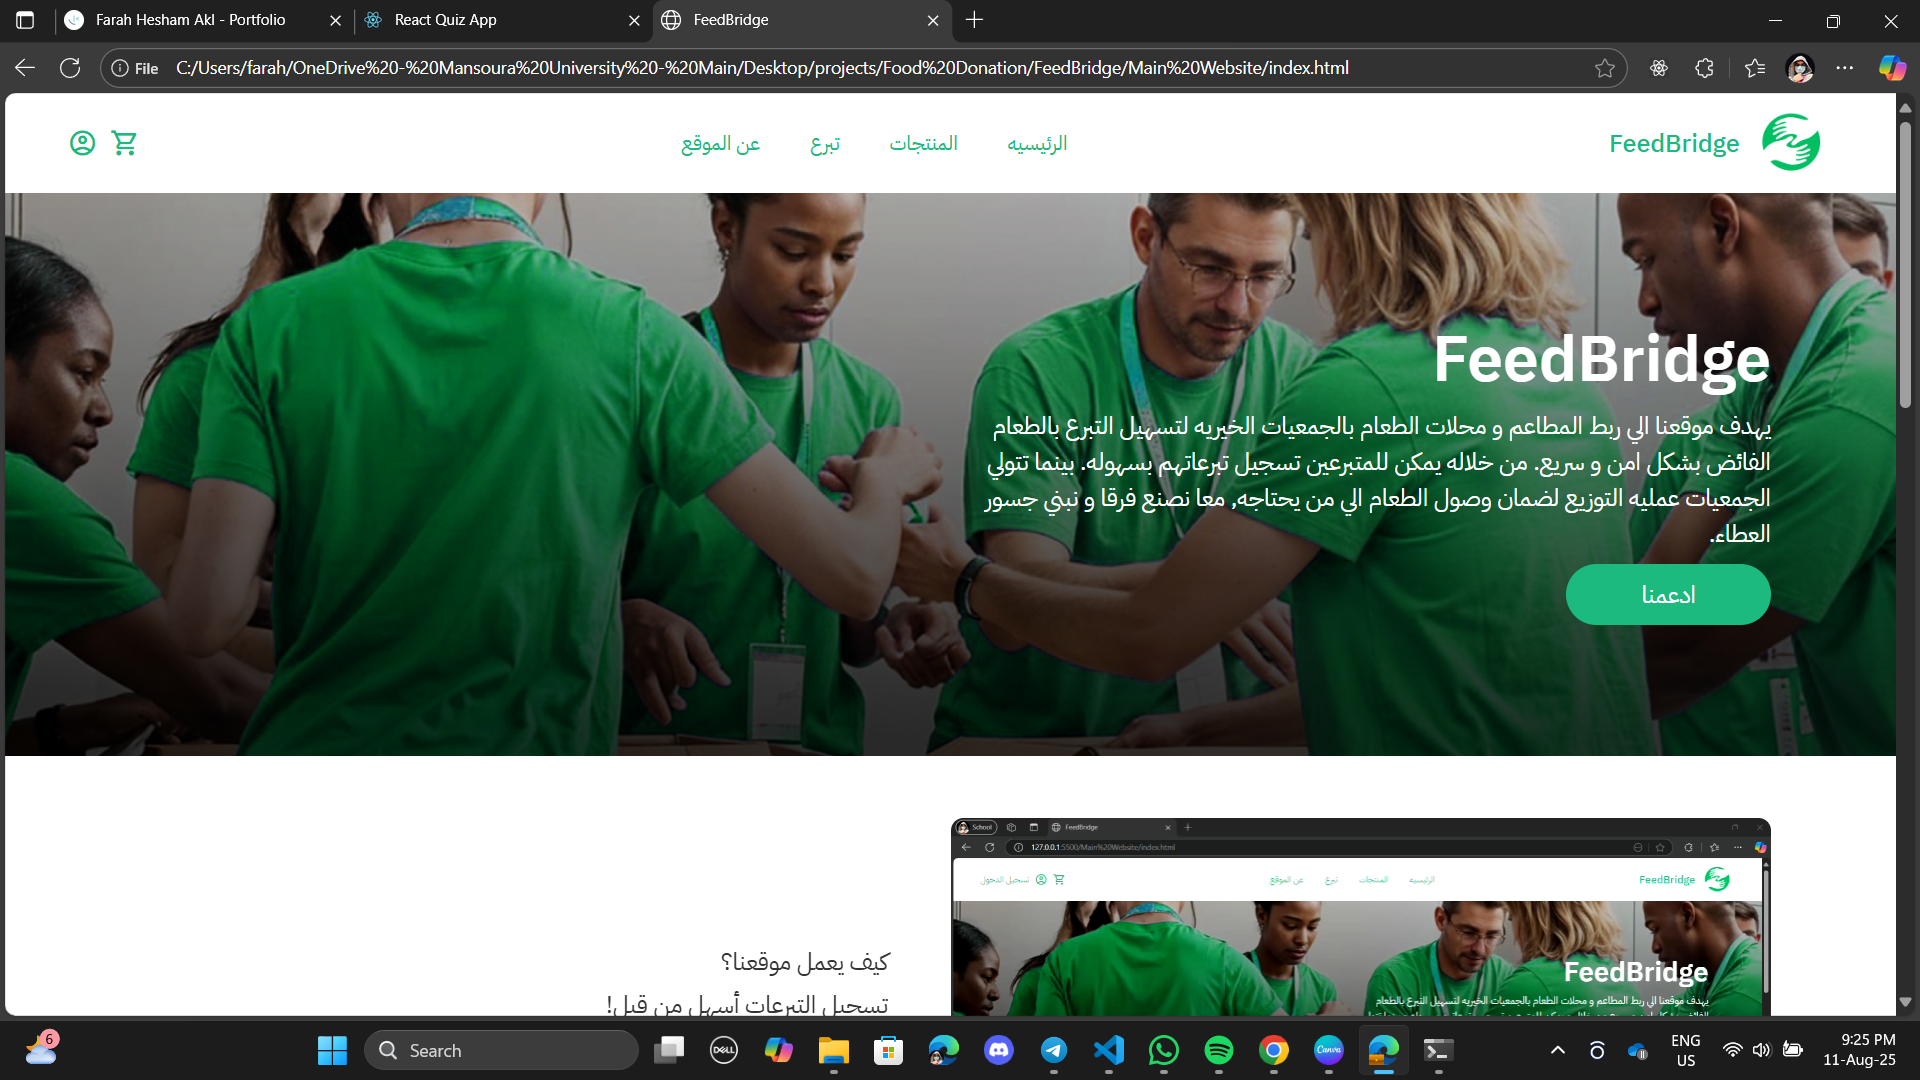 Farah Hesham Akl - Portfolio
React Quiz App
FeedBridge
File
C:/Users/farah/OneDrive%20-%20Mansoura%20University%20-%20Main/Desktop/projects/Food%20Donation/FeedBridge/Main%20Website/index.html
FeedBridge
الرئيسيه
المنتجات
تبرع
عن الموقع
FeedBridge
يهدف موقعنا الي ربط المطاعم و محلات الطعام بالجمعيات الخيريه لتسهيل التبرع بالطعام
الفائض بشكل امن و سريع. من خلاله يمكن للمتبرعين تسجيل تبرعاتهم بسهوله. بينما تتولي
الجمعيات عمليه التوزيع لضمان وصول الطعام الي من يحتاجه, معا نصنع فرقا و نبني جسور
العطاء.
ادعمنا
School
FeedBridge
127.0.0.1:5500/Main%20Website/index.html
FeedBridge
الرئيسيه
المنتجات
تبرع
عن الموقع
تسجيل الدخول
FeedBridge
يهدف موقعنا الي ربط المطاعم و محلات الطعام بالجمعيات الخيريه لتسهيل التبرع بالطعام
كيف يعمل موقعنا؟
تسجيل التبرعات أسهل من قبل!
6
Search
DELL
Canva
ENG
US
9:25 PM
11-Aug-25